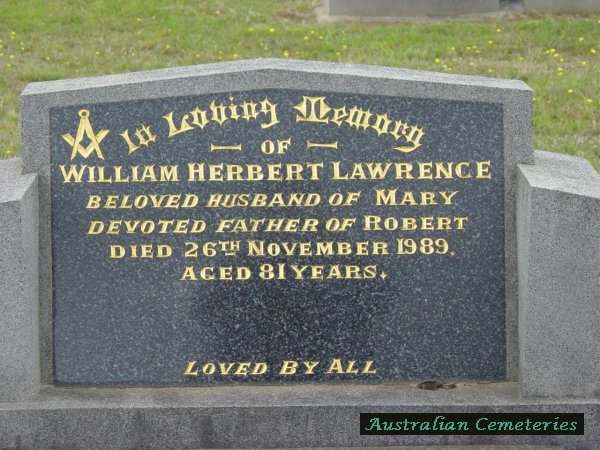 In Loving Memory
OF
WILLIAM HERBERT LAWRENCE
BELOVED HUSBAND OF MARY
DEVOTED FATHER OF ROBERT
DIED 26TH NOVEMBER 1989.
AGED 81 YEARS.
LOVED BY ALL
Australian Cemeteries